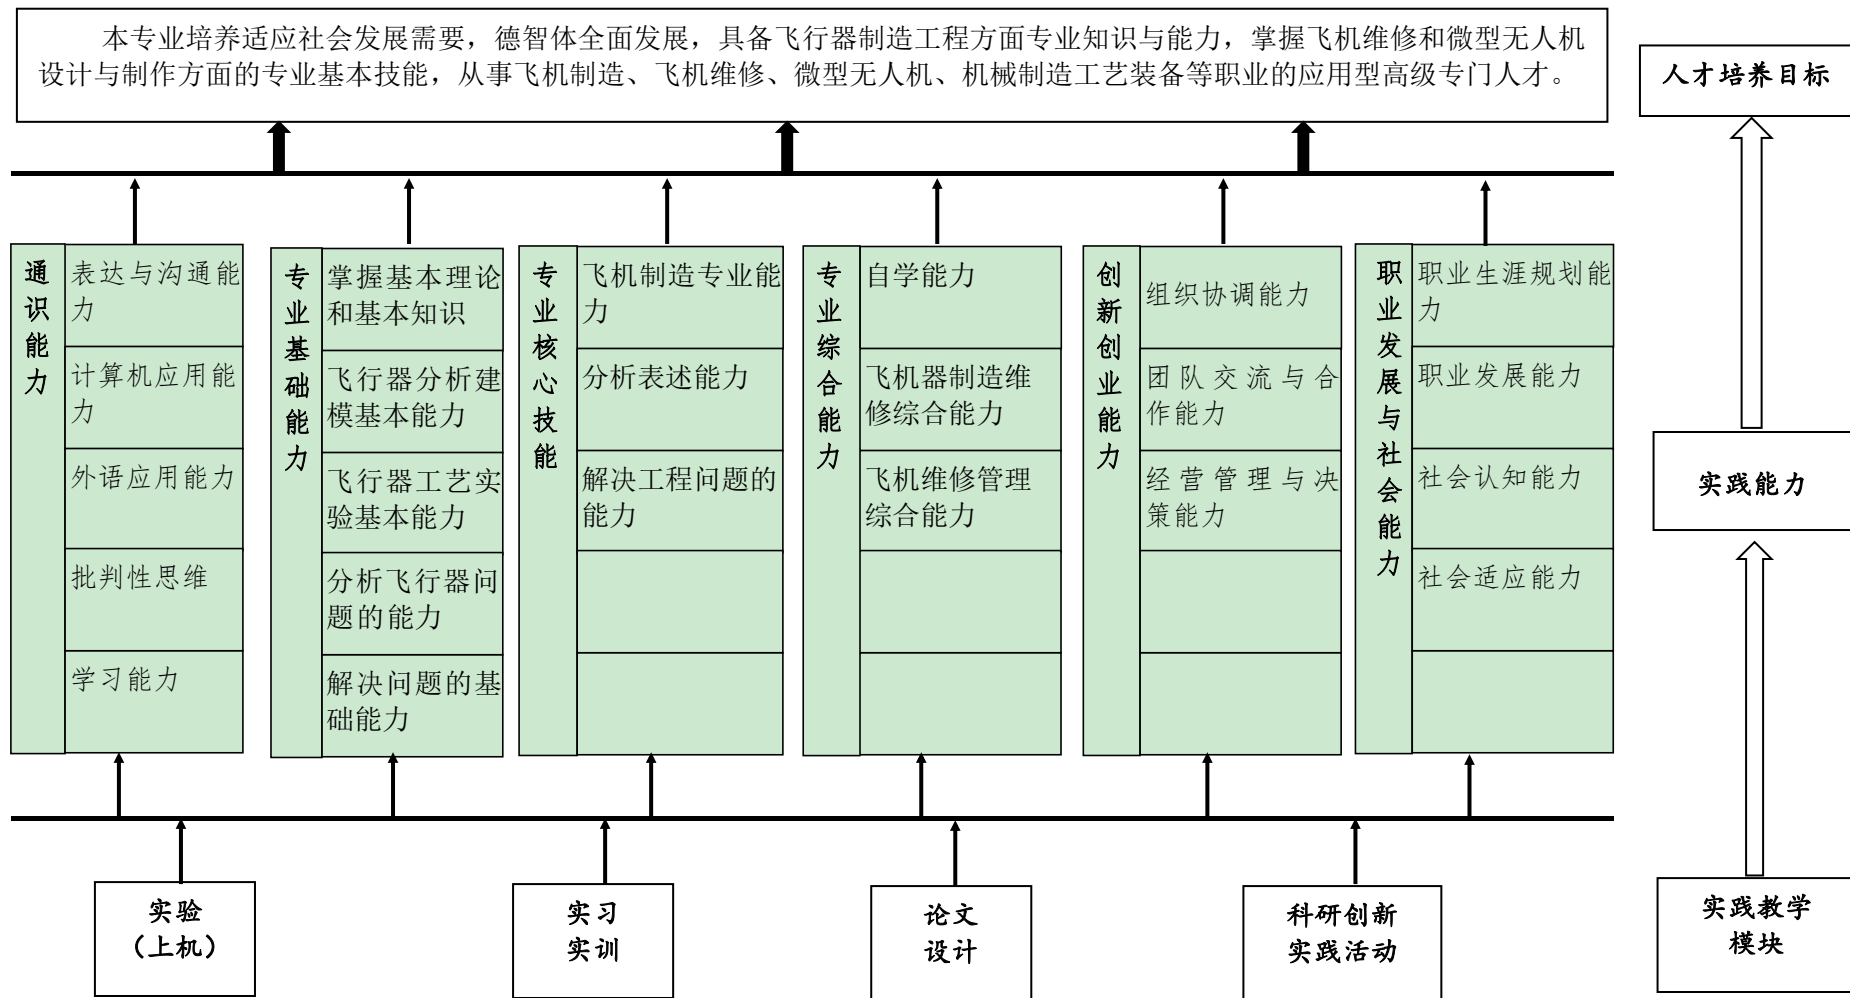 本专业培养适应社会发展需要，德智体全面发展，具备飞行器制造工程方面专业知识与能力，掌握飞机维修和微型无人机
设计与制作方面的专业基本技能，从事飞机制造、飞机维修、微型无人机、机械制造工艺装备等职业的应用型高级专门人才。
人才培养目标
通识能力
表达与沟通能
力
计算机应用能
力
外语应用能力
批判性思维
学习能力
专业基础能力
掌握基本理论
和基本知识
飞行器分析建
模基本能力
飞行器工艺实
验基本能力
分析飞行器问
题的能力
解决问题的基
础能力
专业核心技能
飞机制造专业能
力
分析表述能力
解决工程问题的
能力
专业综合能力
自学能力
飞机器制造维
修综合能力
飞机维修管理
综合能力
创新创业能力
组织协调能力
团队交流与合
作能力
经营管理与决
策能力
职业发展与社会能力
职业生涯规划能
力
职业发展能力
社会认知能力
社会适应能力
实践能力
实验
（上机）
实习
实训
论文
设计
科研创新
实践活动
实践教学
模块